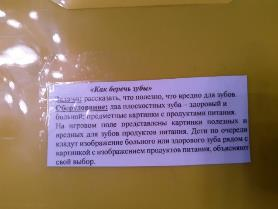 «Как беречь зубы»
Задачи: рассказать, что полезно, что вредно для зубов.
Оборудование: два плоскостных зуба – здоровый и
больной; предметные картинки с продуктами питания.
На игровом поле представлены картинки полезных и
вредных для зубов продуктов питания. Дети по очереди
кладут изображение больного или здорового зуба рядом с
картинкой с изображением продуктов питания, объясняют
свой выбор.